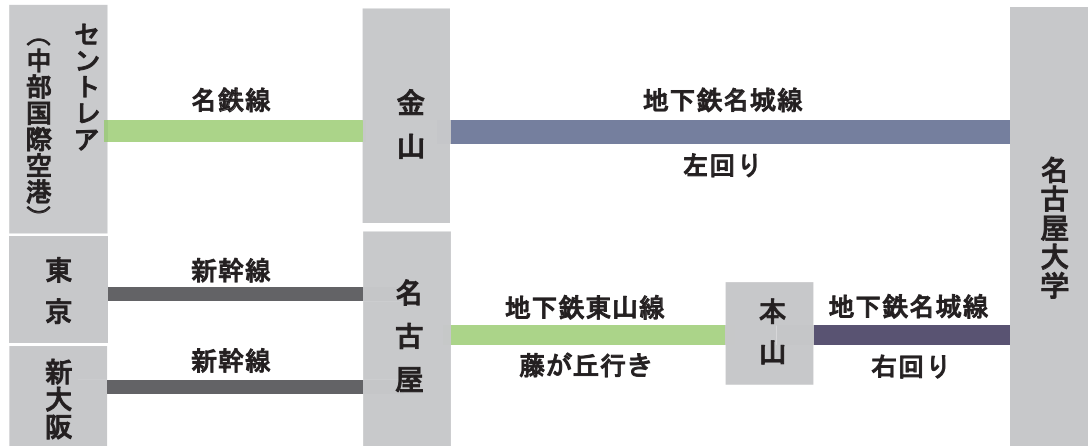 セントレア
（中部国際空港）
名鉄線
金山
地下鉄名城線
左回り
名古屋大学
東京
新幹線
名古屋
地下鉄東山線
藤が丘行き
本山
地下鉄名城線
右回り
新大阪
新幹線